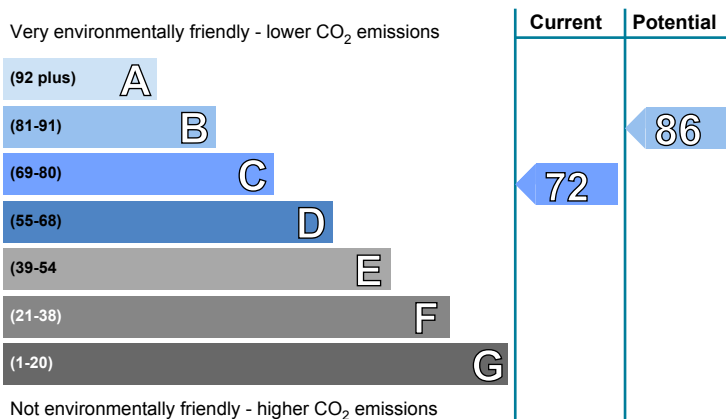 Current Potential
Very environmentally friendly - lower CO2 emissions
(92 plus) A
(81-91) B
86
(69-80) C
72
(55-68) D
(39-54 E
(21-38) F
(1-20) G
Not environmentally friendly - higher CO2 emissions